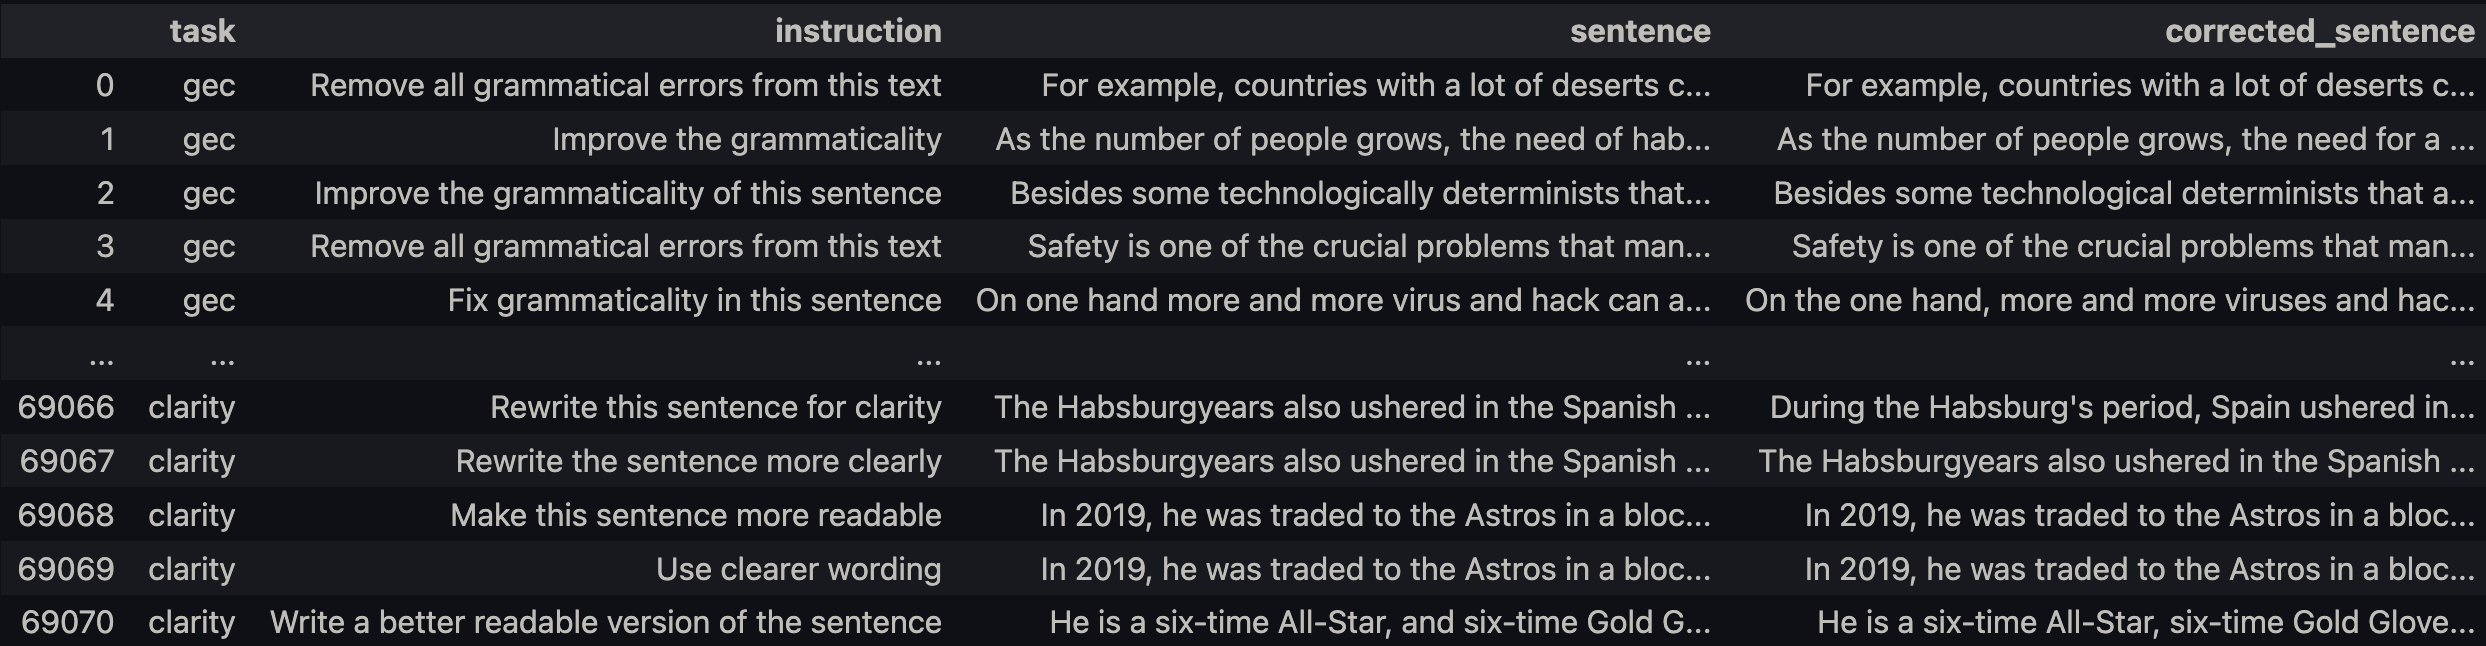 task instruction sentence corrected_sentence
0 gec Remove all grammatical errors from this text For example, countries with a lot of deserts c... For example, countries with a lot of deserts c...
1 gec Improve the grammaticality As the number of people grows, the need of hab... As the number of people grows, the need for a ...
2 gec Improve the grammaticality of this sentence Besides some technologically determinists that... Besides some technological determinists that a...
3 gec Remove all grammatical errors from this text Safety is one of the crucial problems that man... Safety is one of the crucial problems that man...
4 gec Fix grammaticality in this sentence On one hand more and more virus and hack can a... On the one hand, more and more viruses and hac...
... ... ... ... ...
69066 clarity Rewrite this sentence for clarity The Habsburgyears also ushered in the Spanish ... During the Habsburg's period, Spain ushered in...
69067 clarity Rewrite the sentence more clearly The Habsburgyears also ushered in the Spanish ... The Habsburgyears also ushered in the Spanish ...
69068 clarity Make this sentence more readable In 2019, he was traded to the Astros in a bloc... In 2019, he was traded to the Astros in a bloc...
69069 clarity Use clearer wording In 2019, he was traded to the Astros in a bloc... In 2019, he was traded to the Astros in a bloc...
69070 clarity Write a better readable version of the sentence He is a six-time All-Star, and six-time Gold G... He is a six-time All-Star, six-time Gold Glove...